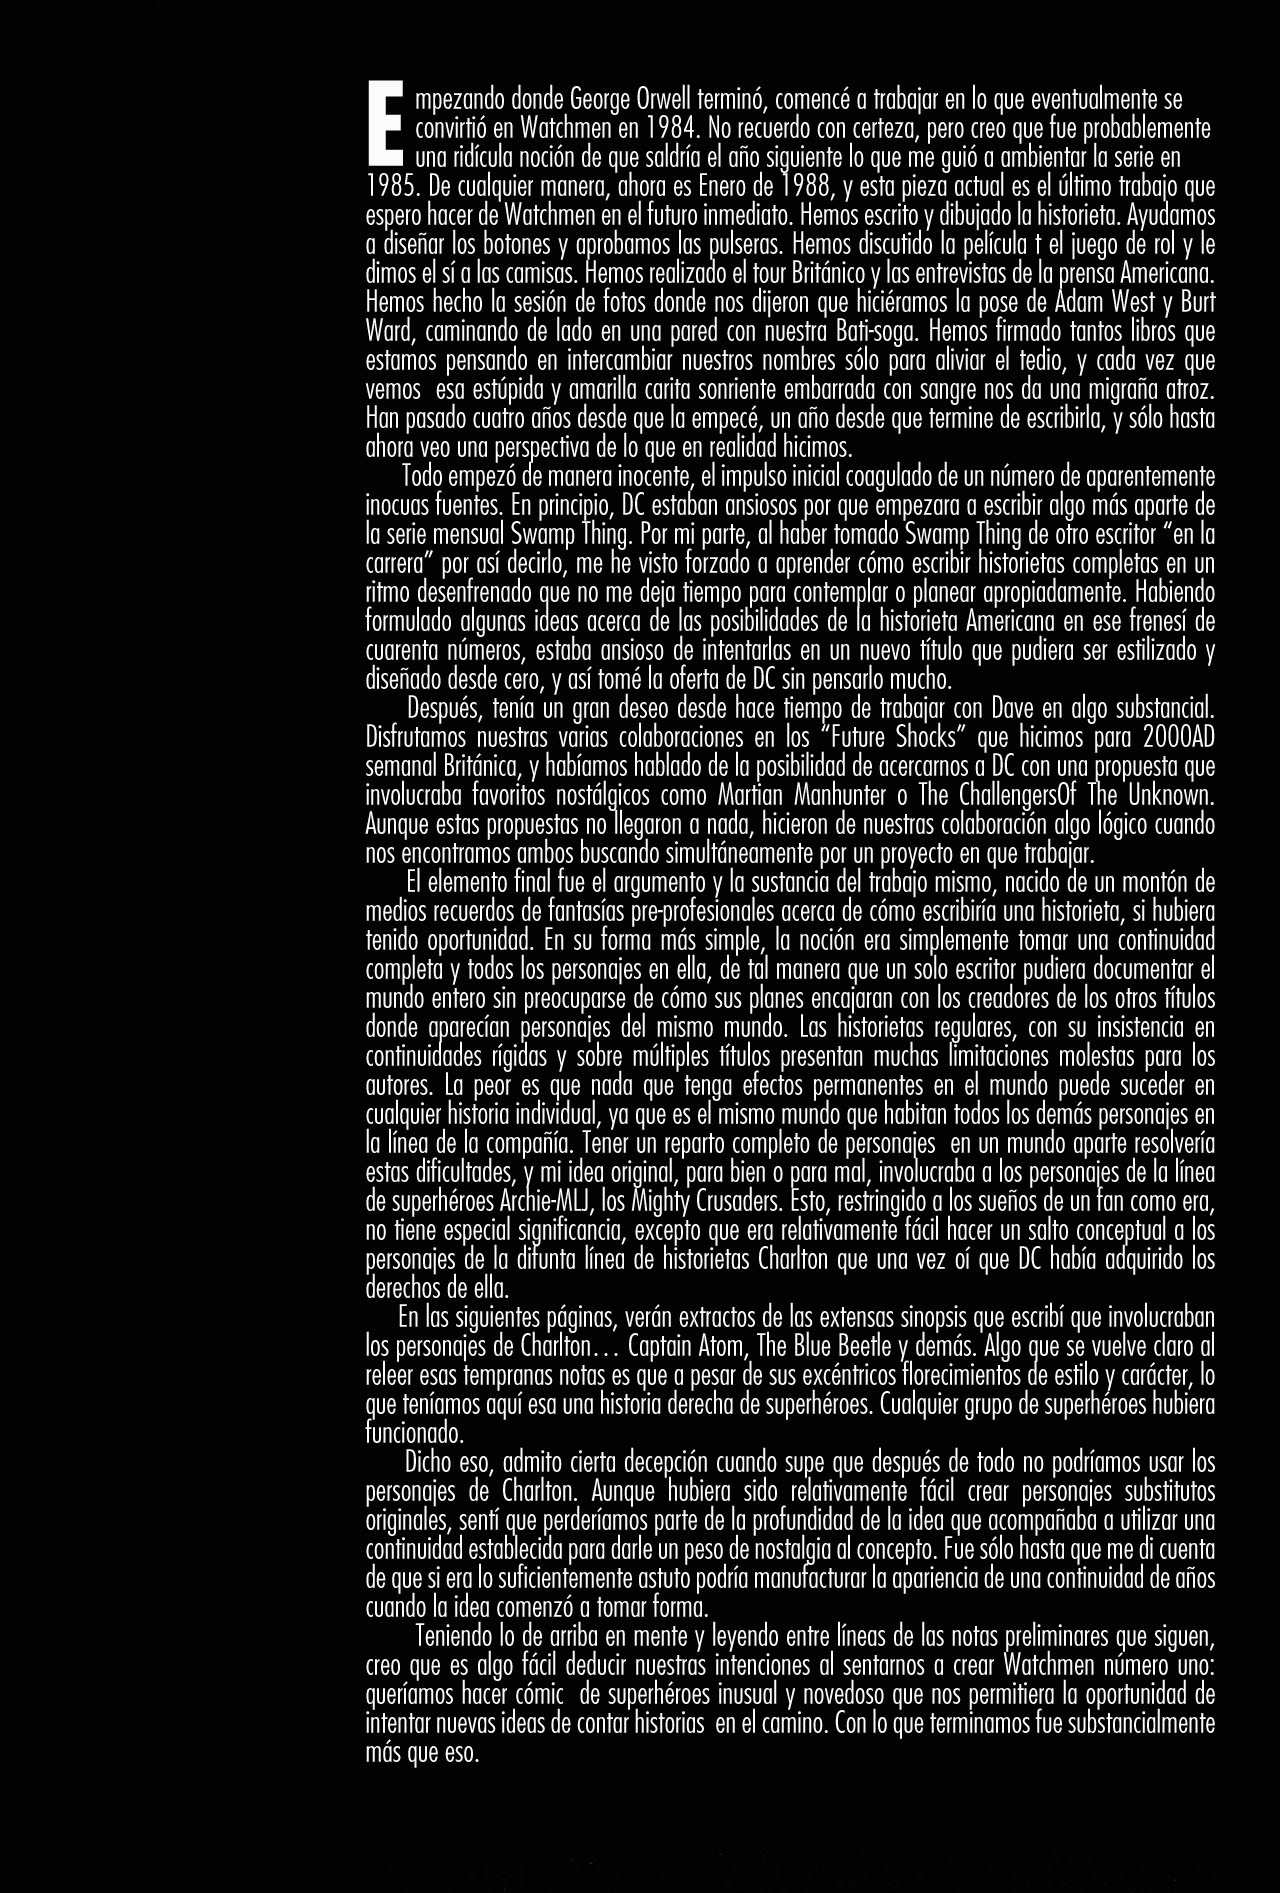 Empezando donde George Orwell terminó, comencé a trabajar en lo que eventualmente se
convirtió en Watchmen en 1984. No recuerdo con certeza, pero creo que fue probablemente
una ridícula noción de que saldría el año siguiente lo que me guió a ambientar la serie en
1985. De cualquier manera, ahora es Enero de 1988, y esta pieza actual es el último trabajo que
espero hacer de Watchmen en el futuro inmediato. Hemos escrito y dibujado la historieta. Ayudamos
a diseñar los botones y aprobamos las pulseras. Hemos discutido la película t el juego de rol y le
dimos el sí a las camisas. Hemos realizado el tour Británico y las entrevistas de la prensa Americana.
Hemos hecho la sesión de fotos donde nos dijeron que hiciéramos la pose de Adam West y Burt
Ward, caminando de lado en una pared con nuestra Bati-soga. Hemos firmado tantos libros que
estamos pensando en intercambiar nuestros nombres sólo para aliviar el tedio, y cada vez que
vemos esa estúpida y amarilla carita sonriente embarrada con sangre nos da una migraña atroz.
Han pasado cuatro años desde que la empecé, un año desde que termine de escribirla, y sólo hasta
ahora veo una perspectiva de lo que en realidad hicimos.
Todo empezó de manera inocente, el impulso inicial coagulado de un número de aparentemente
inocuas fuentes. En principio, DC estaban ansiosos por que empezara a escribir algo más aparte de
la serie mensual Swamp Thing. Por mi parte, al haber tomado Swamp Thing de otro escritor "en la
carrera" por así decirlo, me he visto forzado a aprender cómo escribir historietas completas en un
ritmo desenfrenado que no me deja tiempo para contemplar o planear apropiadamente. Habiendo
formulado algunas ideas acerca de las posibilidades de la historieta Americana en ese frenesí de
cuarenta números, estaba ansioso de intentarlas en un nuevo título que pudiera ser estilizado y
diseñado desde cero, y así tomé la oferta de DC sin pensarlo mucho.
Después, tenía un gran deseo desde hace tiempo de trabajar con Dave en algo substancial.
Disfrutamos nuestras varias colaboraciones en los "Future Shocks" que hicimos para 2000AD
semanal Británica, y habíamos hablado de la posibilidad de acercarnos a DC con una propuesta que
involucraba favoritos nostálgicos como Martian Manhunter o The ChallengersOf The Unknown.
Aunque estas propuestas no llegaron a nada, hicieron de nuestras colaboración algo lógico cuando
nos encontramos ambos buscando simultáneamente por un proyecto en que trabajar.
El elemento final fue el argumento y la sustancia del trabajo mismo, nacido de un montón de
medios recuerdos de fantasías pre-profesionales acerca de cómo escribiría una historieta, si hubiera
tenido oportunidad. En su forma más simple, la noción era simplemente tomar una continuidad
completa y todos los personajes en ella, de tal manera que un solo escritor pudiera documentar el
mundo entero sin preocuparse de cómo sus planes encajaran con los creadores de los otros títulos
donde aparecían personajes del mismo mundo. Las historietas regulares, con su insistencia en
continuidades rígidas y sobre múltiples títulos presentan muchas limitaciones molestas para los
autores. La peor es que nada que tenga efectos permanentes en el mundo puede suceder en
cualquier historia individual, ya que es el mismo mundo que habitan todos los demás personajes en
la línea de la compañía. Tener un reparto completo de personajes en un mundo aparte resolvería
estas dificultades, y mi idea original, para bien o para mal, involucraba a los personajes de la línea
de superhéroes Archie-MLJ, los Mighty Crusaders. Esto, restringido a los sueños de un fan como era,
no tiene especial significancia, excepto que era relativamente fácil hacer un salto conceptual a los
personajes de la difunta línea de historietas Charlton que una vez oí que DC había adquirido los
derechos de ella.
En las siguientes páginas, verán extractos de las extensas sinopsis que escribí que involucraban
los personajes de Charlton... Captain Atom, The Blue Beetle y demás. Algo que se vuelve claro al
releer esas tempranas notas es que a pesar de sus excéntricos florecimientos de estilo y carácter, lo
que teníamos aquí esa una historia derecha de superhéroes. Cualquier grupo de superhéroes hubiera
funcionado.
Dicho eso, admito cierta decepción cuando supe que después de todo no podríamos usar los
personajes de Charlton. Aunque hubiera sido relativamente fácil crear personajes substitutos
originales, sentí que perderíamos parte de la profundidad de la idea que acompañaba a utilizar una
continuidad establecida para darle un peso de nostalgia al concepto. Fue sólo hasta que me di cuenta
de que si era lo suficientemente astuto podría manufacturar la apariencia de una continuidad de años
cuando la idea comenzó a tomar forma.
Teniendo lo de arriba en mente y leyendo entre líneas de las notas preliminares que siguen,
creo que es algo fácil deducir nuestras intenciones al sentarnos a crear Watchmen número uno:
queríamos hacer cómic de superhéroes inusual y novedoso que nos permitiera la oportunidad de
intentar nuevas ideas de contar historias en el camino. Con lo que terminamos fue substancialmente
más que eso.